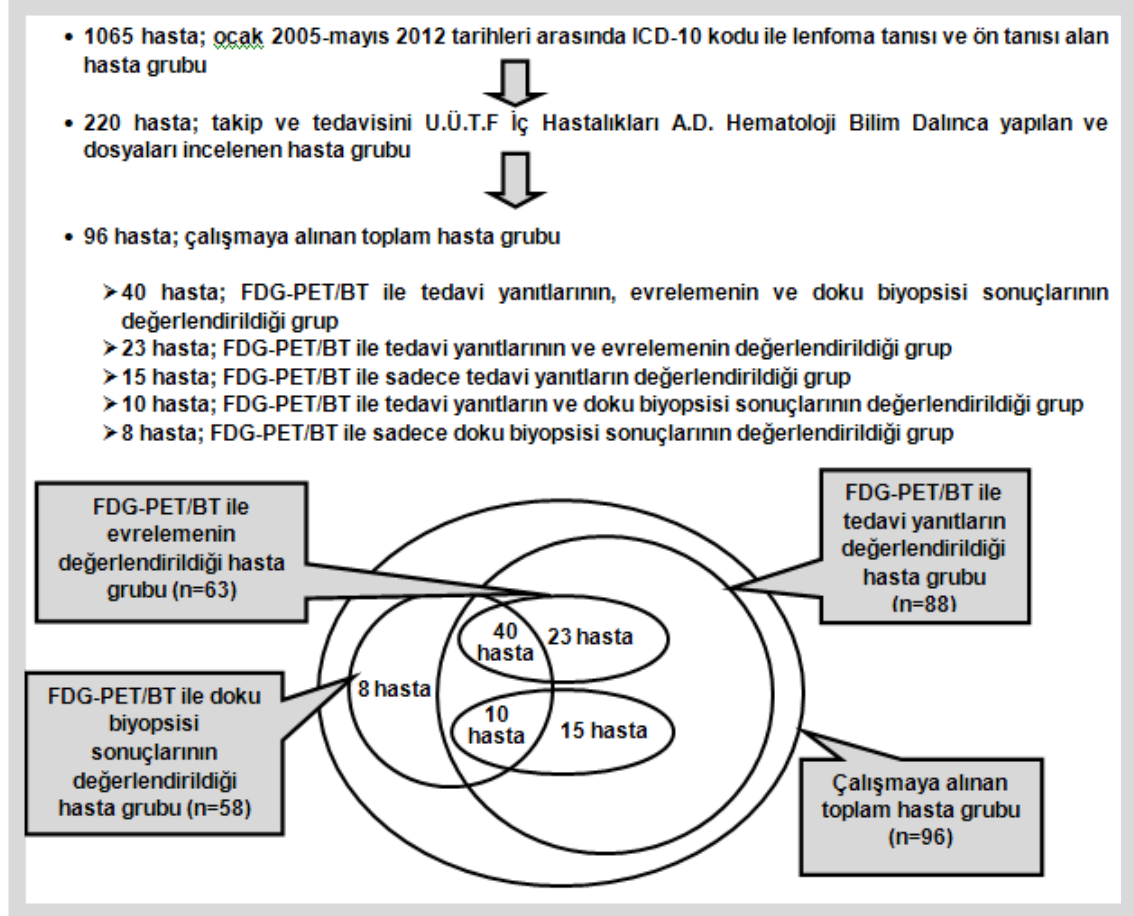 • 1065 hasta; ocak 2005-mayıs 2012 tarihleri arasında ICD-10 kodu ile lenfoma tanısı ve ön tanısı alan
hasta grubu
• 220 hasta; takip ve tedavisini U.Ü.T.F İç Hastalıkları A.D. Hematoloji Bilim Dalınca yapılan ve
dosyaları incelenen hasta grubu
• 96 hasta; çalışmaya alınan toplam hasta grubu
➢40 hasta; FDG-PET/BT ile tedavi yanıtlarının, evrelemenin ve doku biyopsisi sonuçlarının
değerlendirildiği grup
➢23 hasta; FDG-PET/BT ile tedavi yanıtlarının ve evrelemenin değerlendirildiği grup
➢15 hasta; FDG-PET/BT ile sadece tedavi yanıtların değerlendirildiği grup
➢10 hasta; FDG-PET/BT ile tedavi yanıtların ve doku biyopsisi sonuçlarının değerlendirildiği grup
➢8 hasta; FDG-PET/BT ile sadece doku biyopsisi sonuçlarının değerlendirildiği grup
FDG-PET/BT ile
evrelemenin
değerlendirildiği hasta
grubu (n=63)
FDG-PET/BT ile
tedavi yanıtların
değerlendirildiği
hasta grubu
(n=88)
40
hasta
23 hasta
8 hasta
10
hasta
15 hasta
FDG-PET/BT ile doku
biyopsisi
sonuçlarının
değerlendirildiği
hasta grubu (n=58)
Çalışmaya alınan
toplam hasta grubu
(n=96)